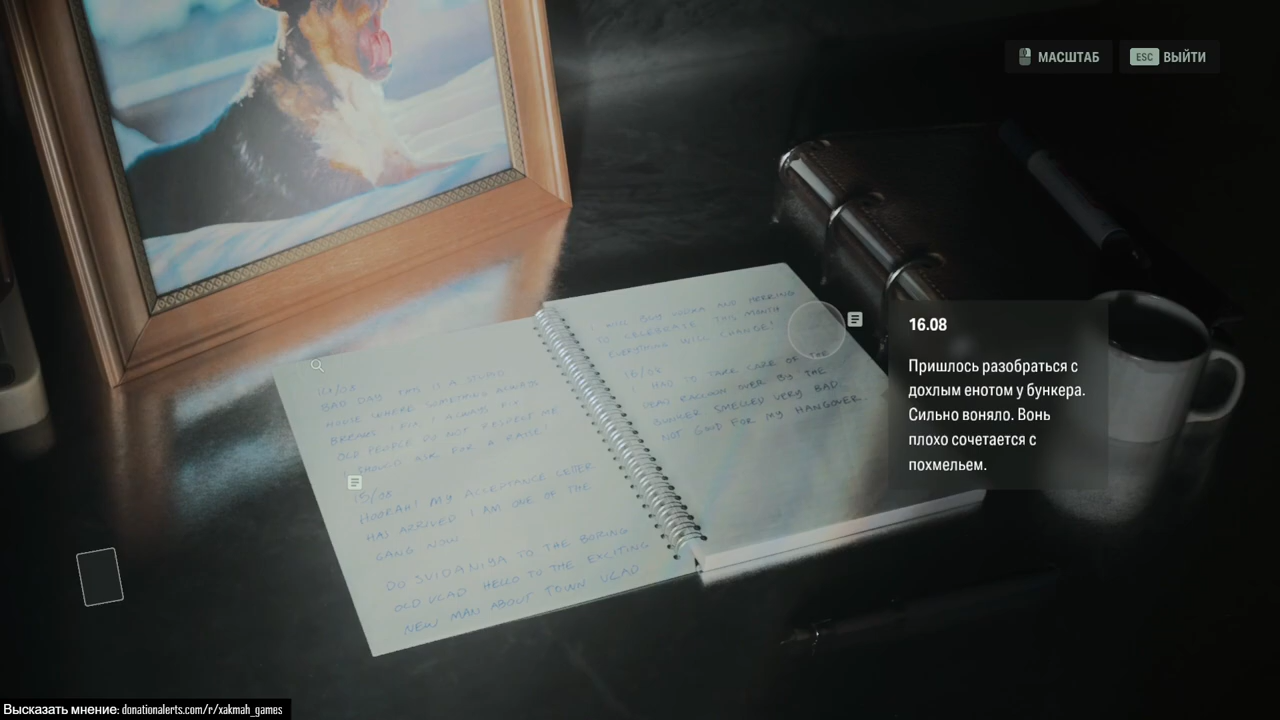 МАСШТАБ
ESC ВЫЙТИ
14/08
BAD DAY THIS IS A STUPID
HOUSE WHERE SOMETHING ALWAYS
BREAKS I FIX I ALWAYS FIX
OLD PEOPLE DO NOT RESPECT ME
I SHOULD ASK FOR A RAISE!
15/08
HOORAH! MY ACCEPTANCE LETTER
HAS ARRIVED I AM ONE OF THE
GANG NOW
DO SVIDANIYA TO THE BORING
OLD VLAD HELLO TO THE EXCITING
NEW MAN ABOUT TOWN VLAD
WILL BUY VODKA AND HERRING
TO CELEBRATE THIS MONTH
EVERYTHING WILL CHANGE!
16/08
I HAD TO TAKE CARE OF THE
DEAD RACCOON OVER BY THE
BUNKER SMELLED VERY BAD.
NOT GOOD FOR MY HANGOVER.
16.08
Пришлось разобраться с
дохлым енотом у бункера.
Сильно воняло. Вонь
плохо сочетается с
похмельем.
Высказать мнение: donationalerts.com/r/xakmah_games